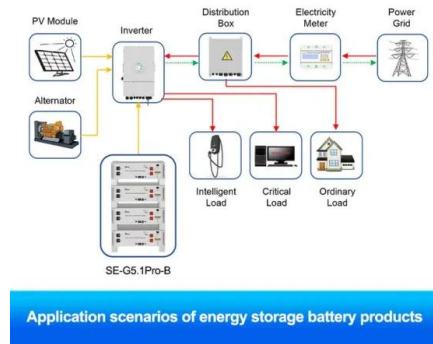 PV Module
Inverter
Distribution
Box
Electricity
Meter
Power
Grid
Alternator
Intelligent
Load
Critical
Load
Ordinary
Load
SE-G5.1Pro-B
Application scenarios of energy storage battery products